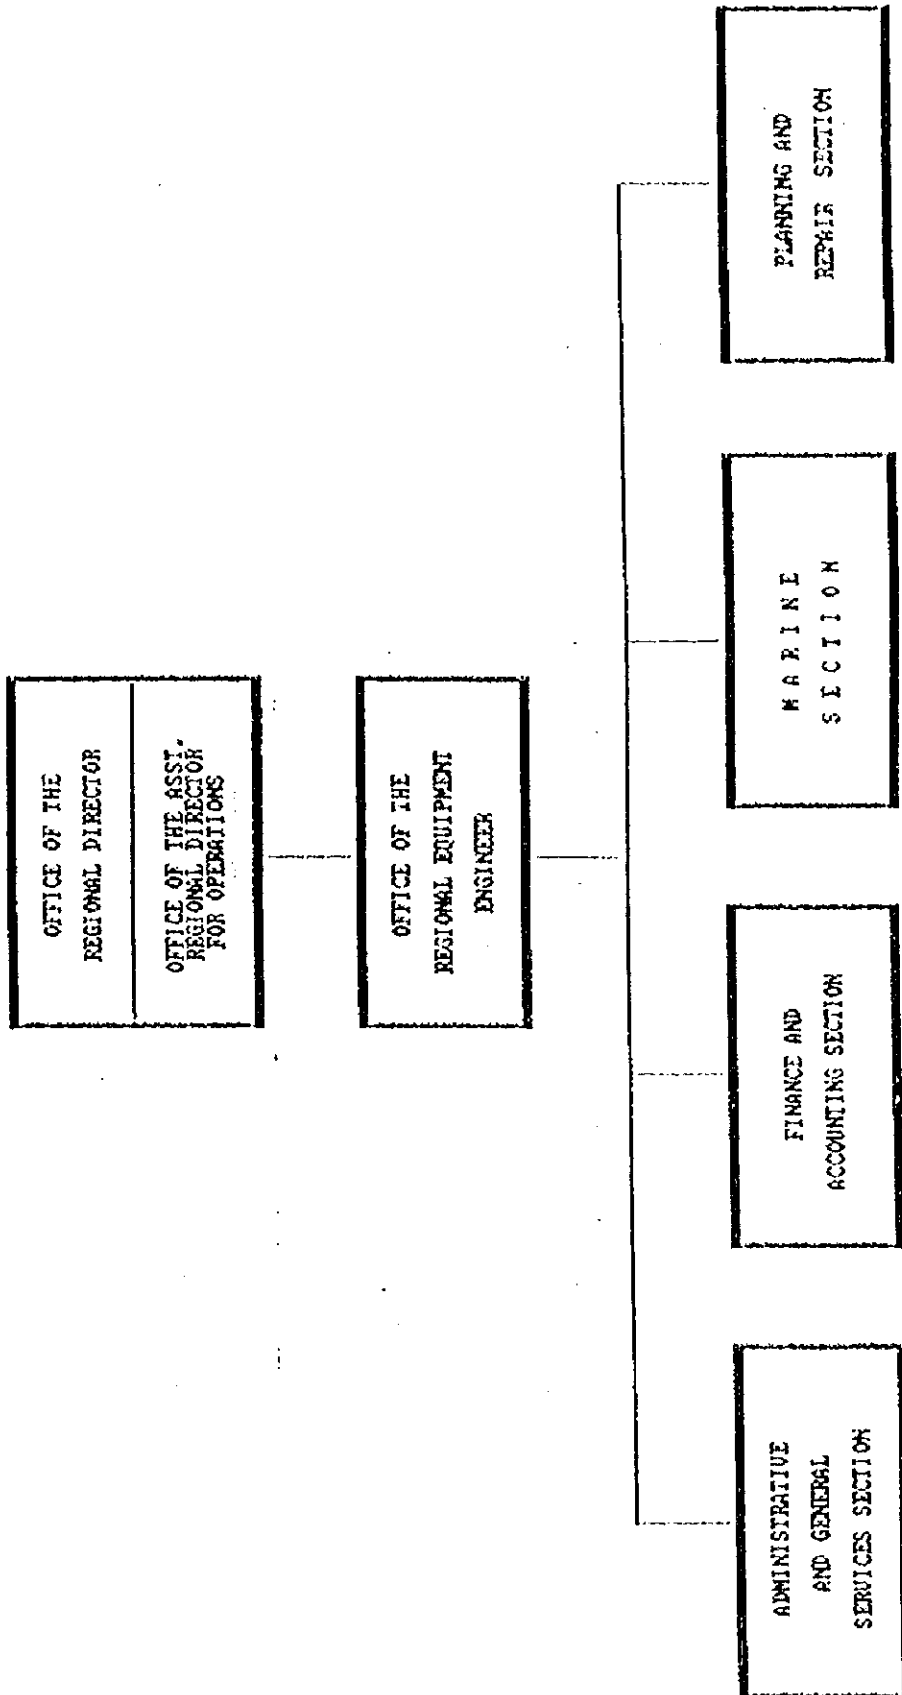 OFFICE OF THE
REGIONAL DIRECTOR
OFFICE OF THE ASST.
REGIONAL DIRECTOR
FOR OPERATIONS
OFFICE OF THE
REGIONAL EQUIPMENT
ENGINEER
ADMINISTRATIVE
AND GENERAL
SERVICES SECTION
FINANCE AND
ACCOUNTING SECTION
M A R I N E
S E C T I O N
PLANNING AND
REPAIR SECTION